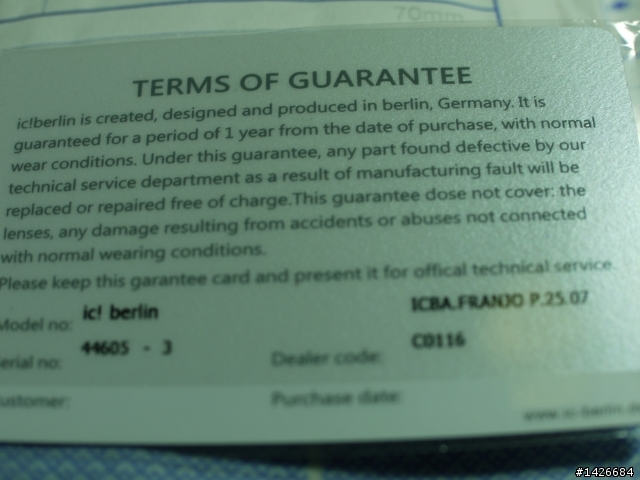 70mm
TERMS OF GUARANTEE
ic!berlin is created, designed and produced in berlin, Germany. It is
guaranteed for a period of 1 year from the date of purchase, with normal
wear conditions. Under this guarantee, any part found defective by our
technical service department as a result of manufacturing fault will be
replaced or repaired free of charge.This guarantee dose not cover: the
lenses, any damage resulting from accidents or abuses not connected
with normal wearing conditions.
Please keep this garantee card and present it for offical technical service.
Model no: ic! berlin ICBA.FRANJO P.25.07
Serial no: 44605 - 3 Dealer code: C0116
ustomer: Purchase date:
www.ic-berlin.de
#1426684